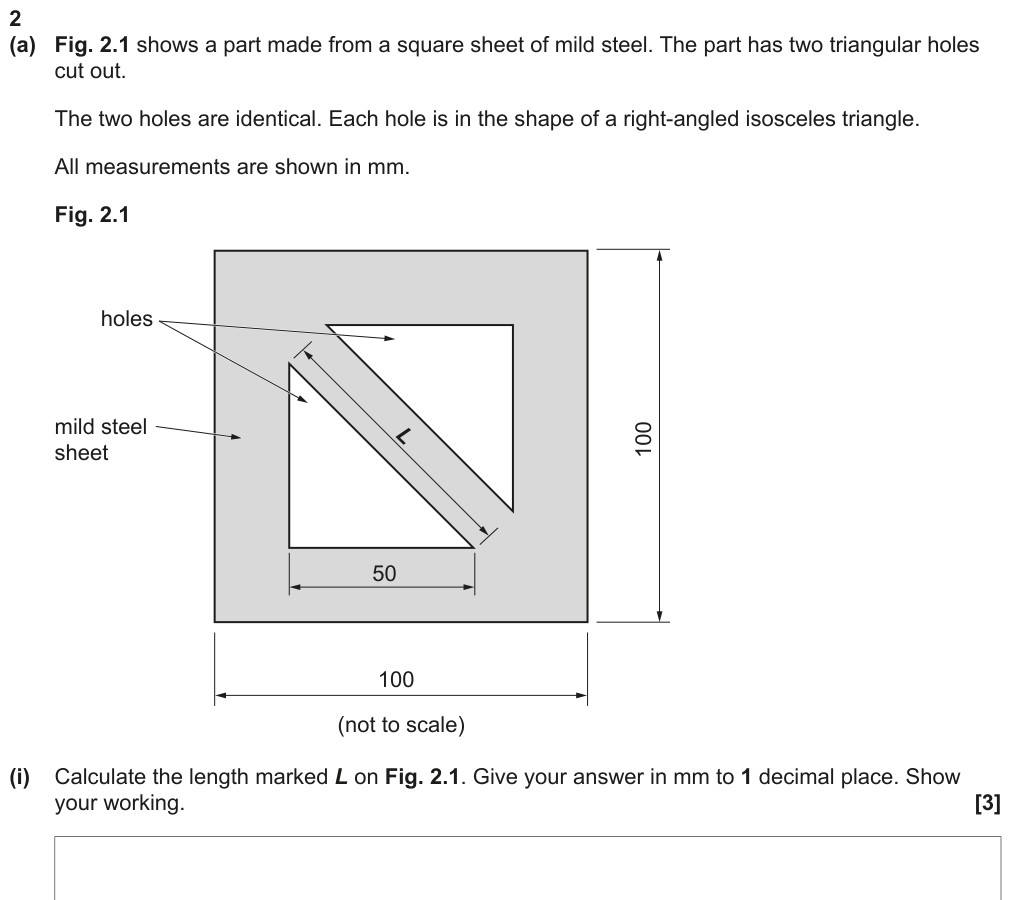 2
(a) Fig. 2.1 shows a part made from a square sheet of mild steel. The part has two triangular holes
cut out.
The two holes are identical. Each hole is in the shape of a right-angled isosceles triangle.
All measurements are shown in mm.
Fig. 2.1
holes
mild steel
sheet
L
100
50
100
(not to scale)
(i) Calculate the length marked L on Fig. 2.1. Give your answer in mm to 1 decimal place. Show
your working. [3]